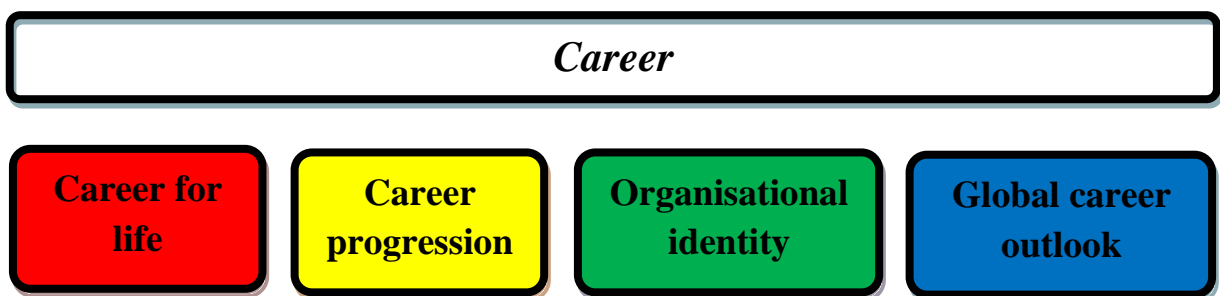 Career
Career for
life
Career
progression
Organisational
identity
Global career
outlook